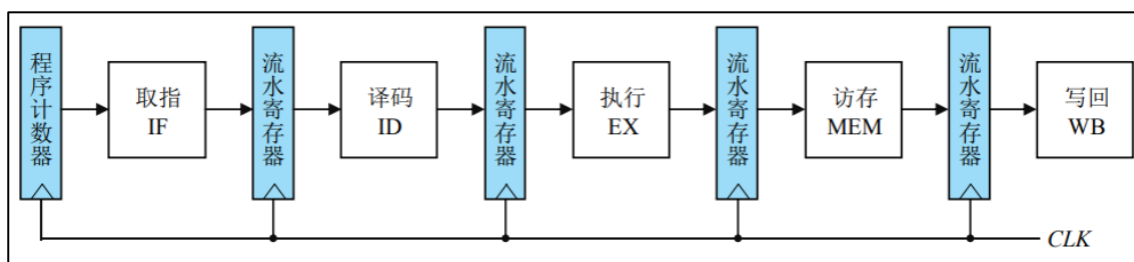 程序计数器
取指
IF
流水寄存器
译码
ID
流水寄存器
执行
EX
流水寄存器
访存
MEM
流水寄存器
写回
WB
CLK